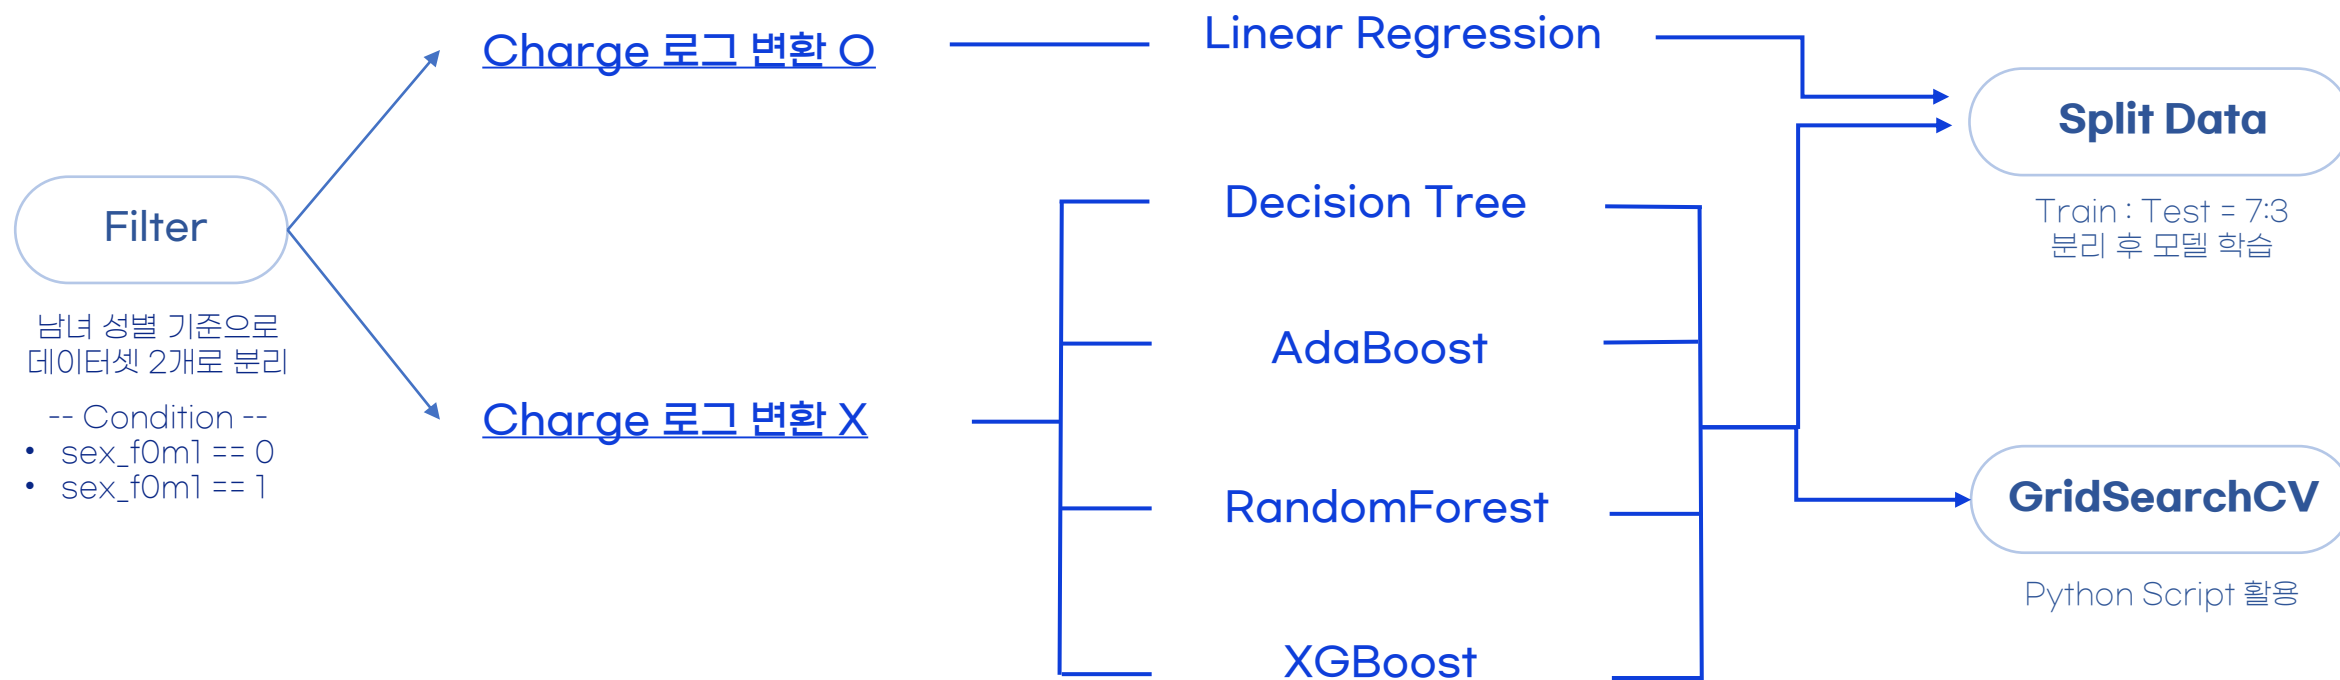 Filter
남녀 성별 기준으로
데이터셋 2개로 분리
-- Condition --
• sex_f0m1 == 0
• sex_f0m1 == 1
Charge 로그 변환 O
Charge 로그 변환 X
Linear Regression
Decision Tree
AdaBoost
RandomForest
XGBoost
Split Data
Train : Test = 7:3
분리 후 모델 학습
GridSearchCV
Python Script 활용